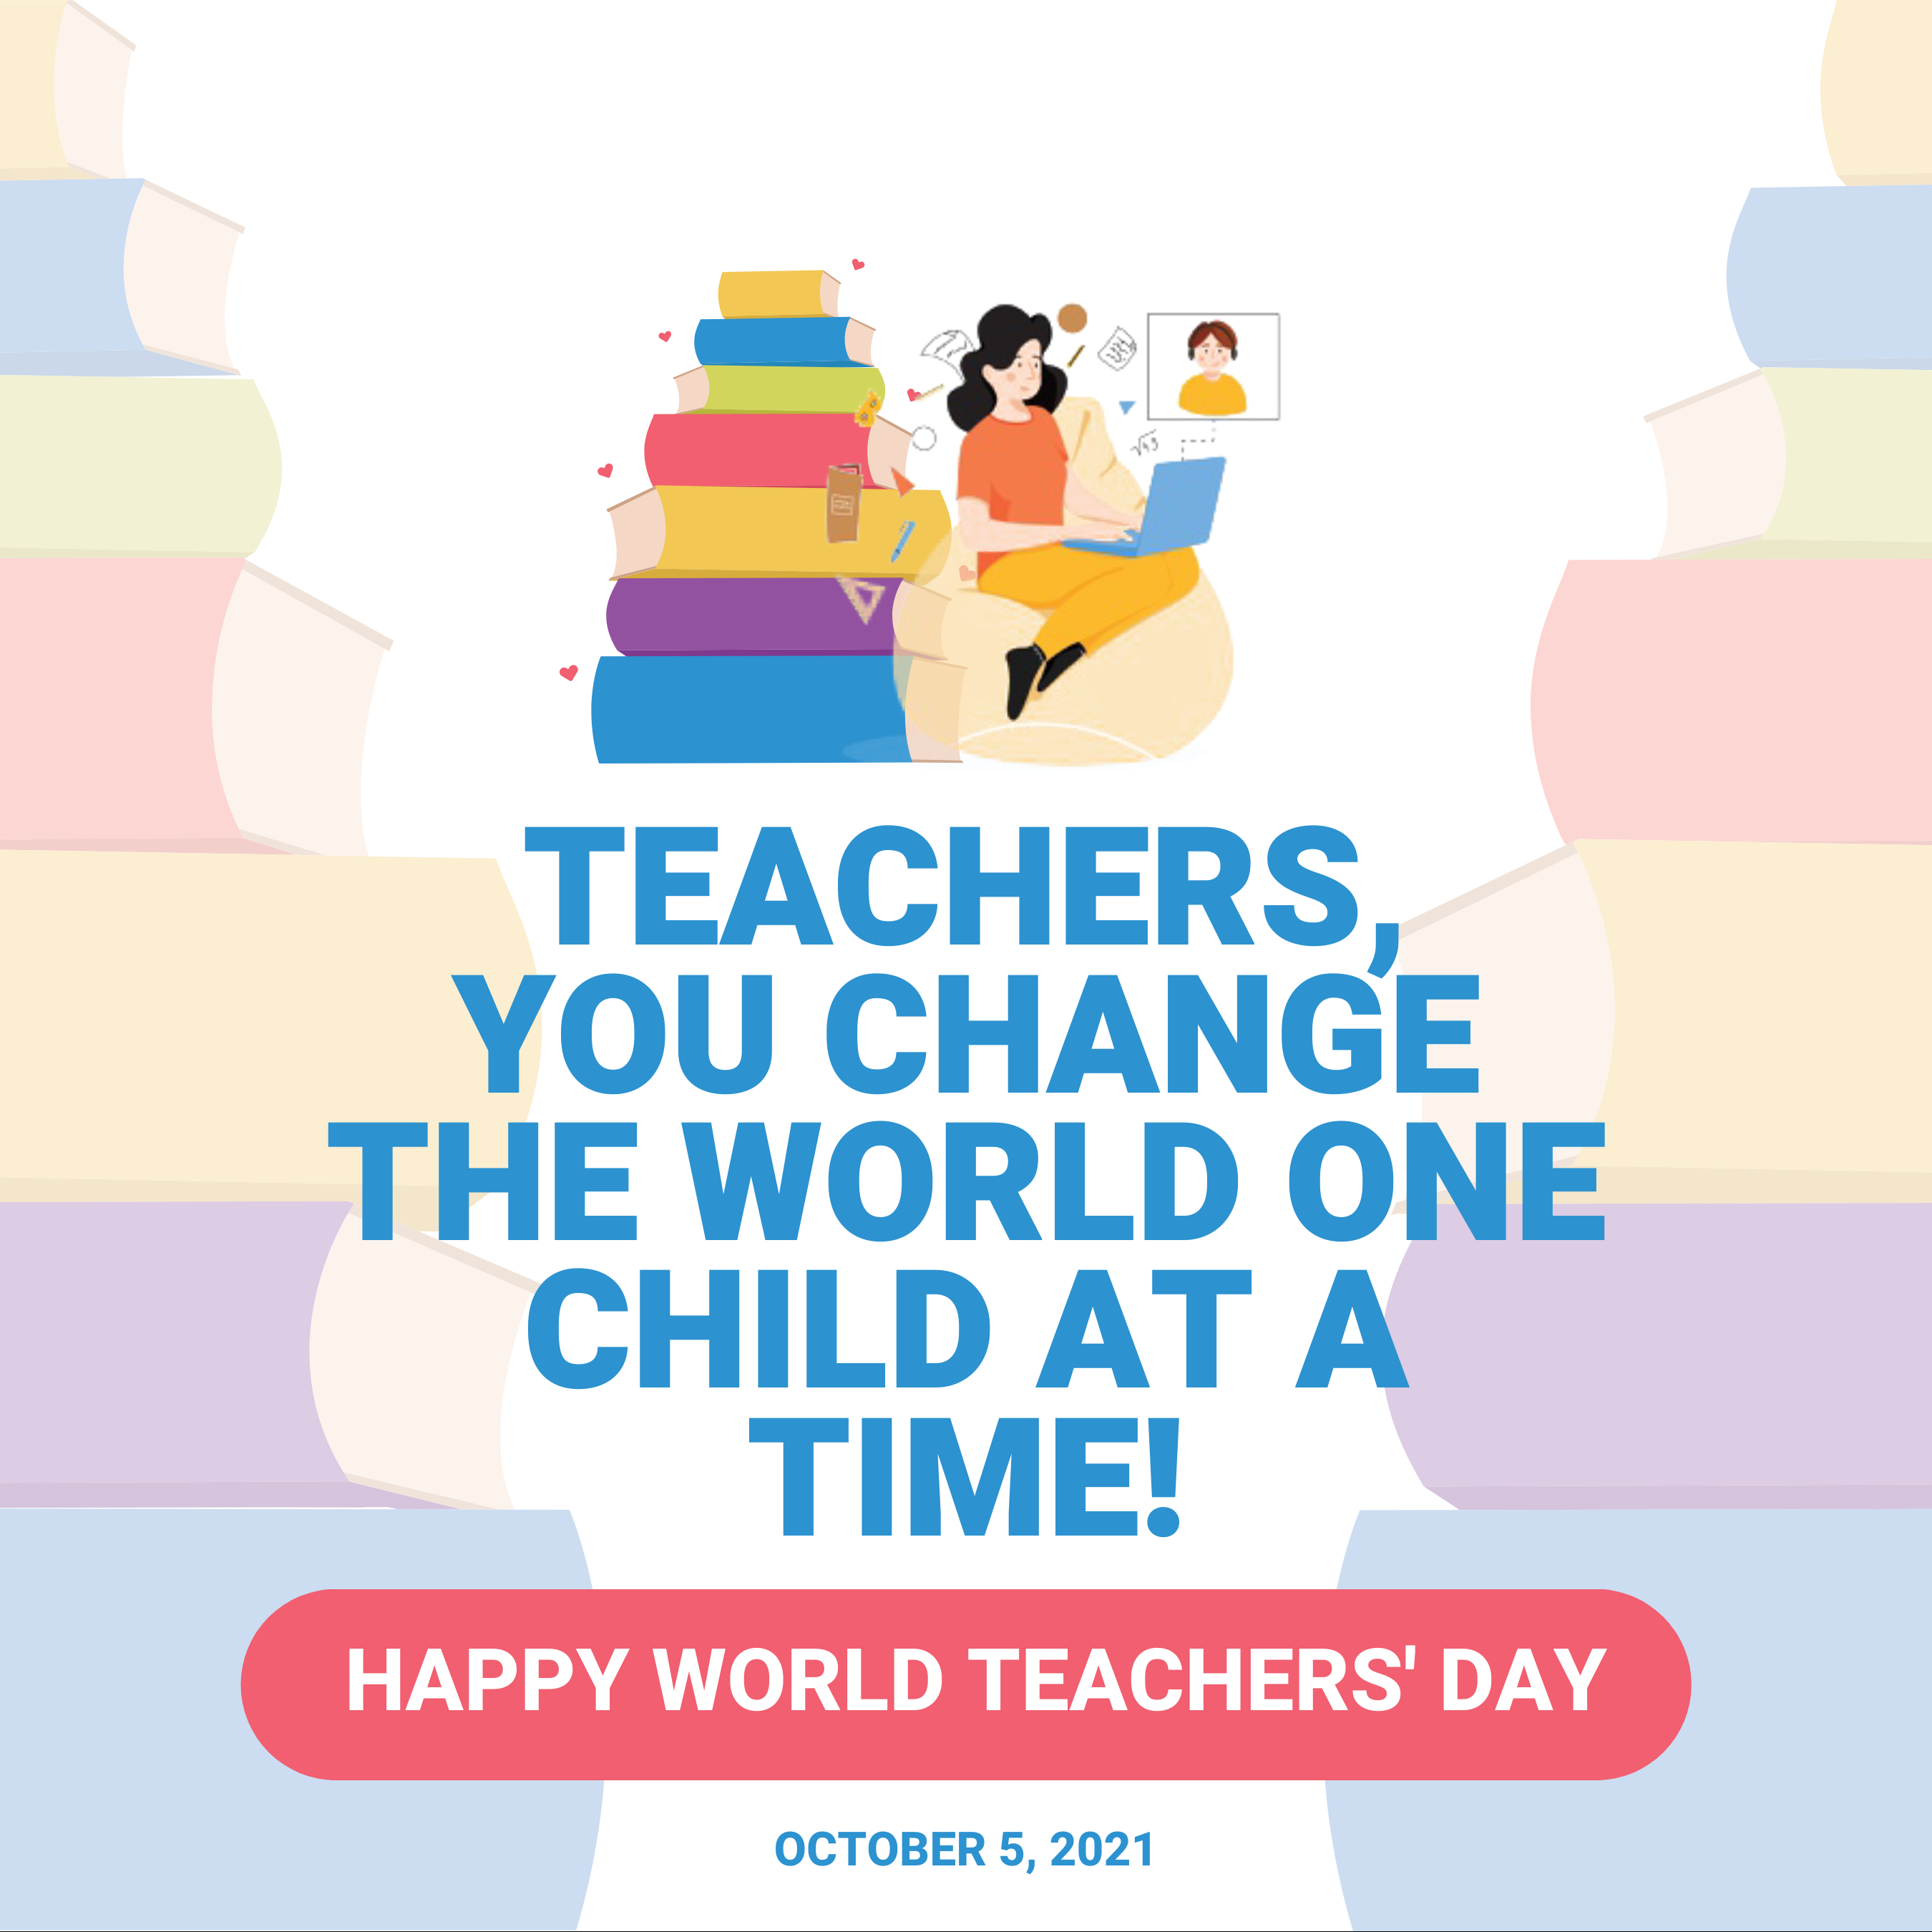 TEACHERS,
YOU CHANGE
THE WORLD ONE
CHILD AT A
TIME!
HAPPY WORLD TEACHERS' DAY
OCTOBER 5, 2021